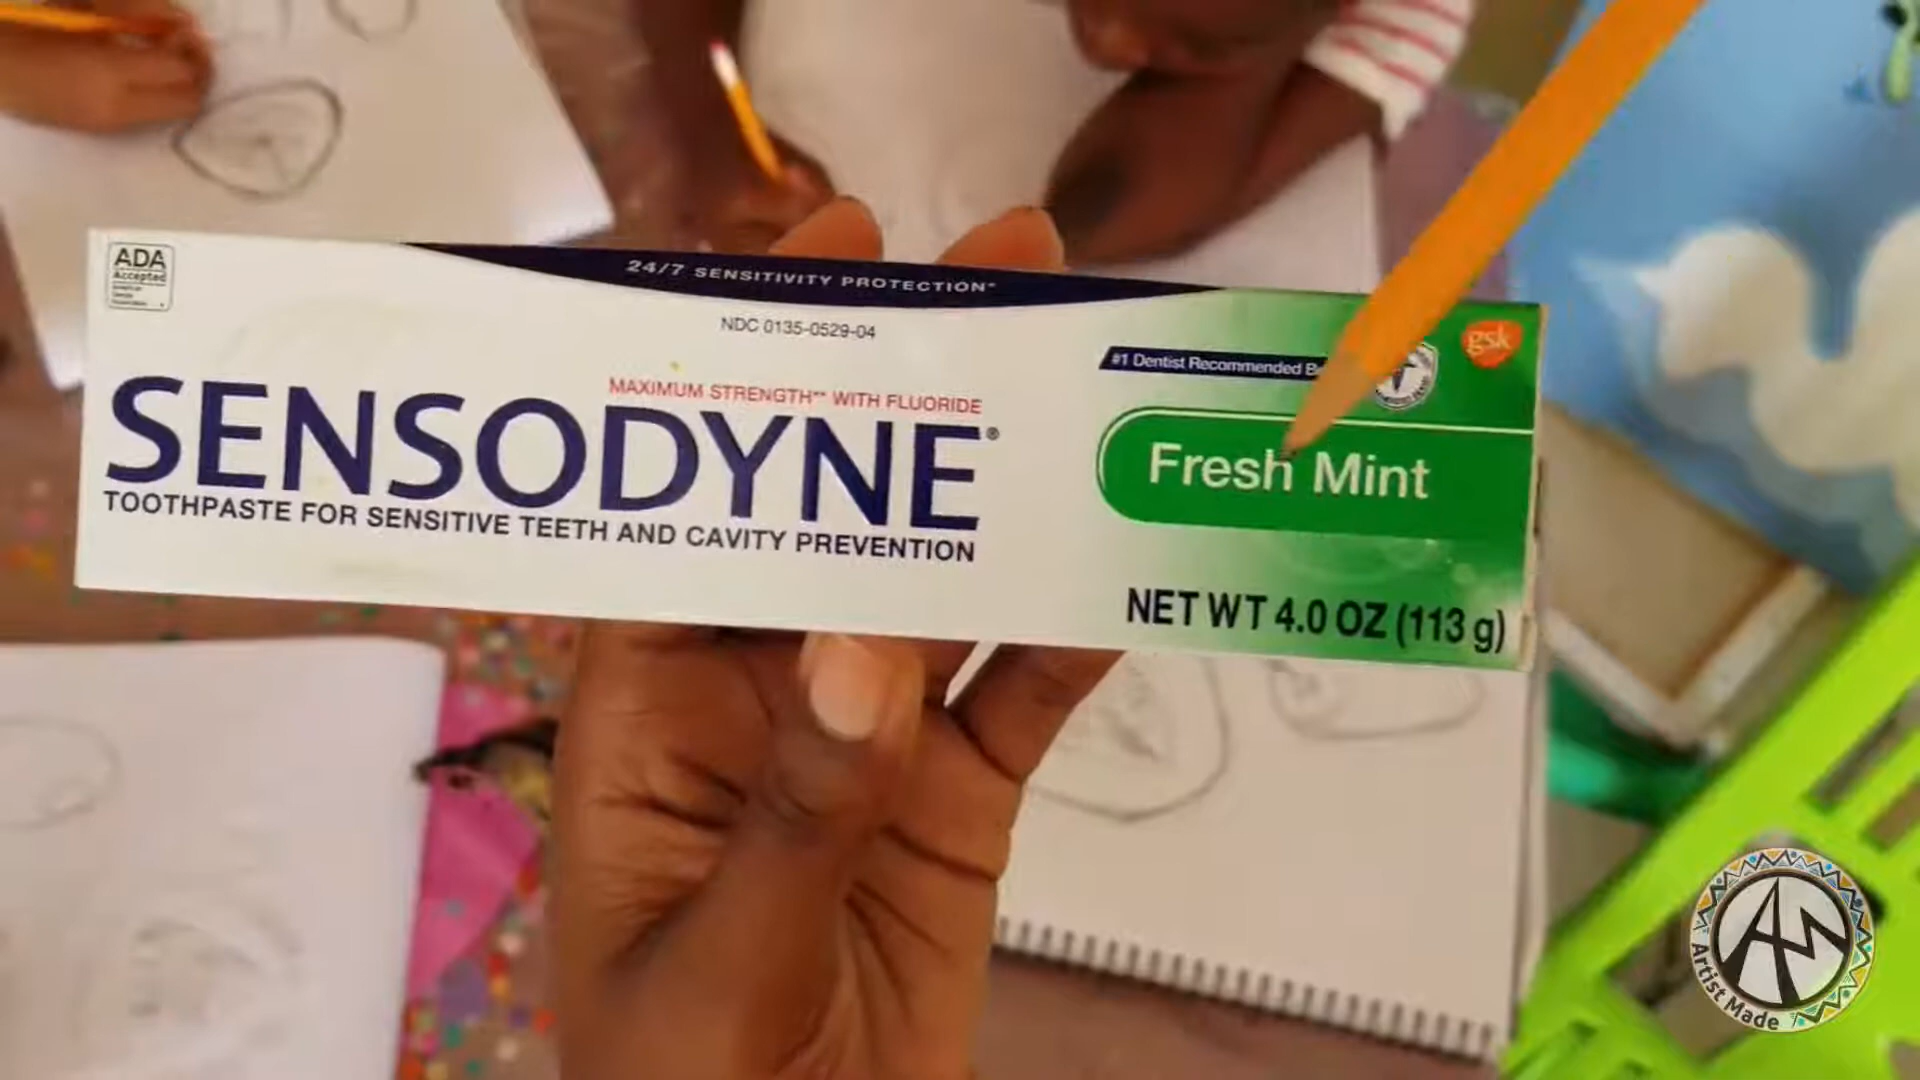 ADA
Accepted
24/7 SENSITIVITY PROTECTION*
NDC 0135-0529-04
MAXIMUM STRENGTH** WITH FLUORIDE
SENSODYNE®
TOOTHPASTE FOR SENSITIVE TEETH AND CAVITY PREVENTION
#1 Dentist Recommended
gsk
Fresh Mint
NET WT 4.0 OZ (113 g)
AM
Artist Made